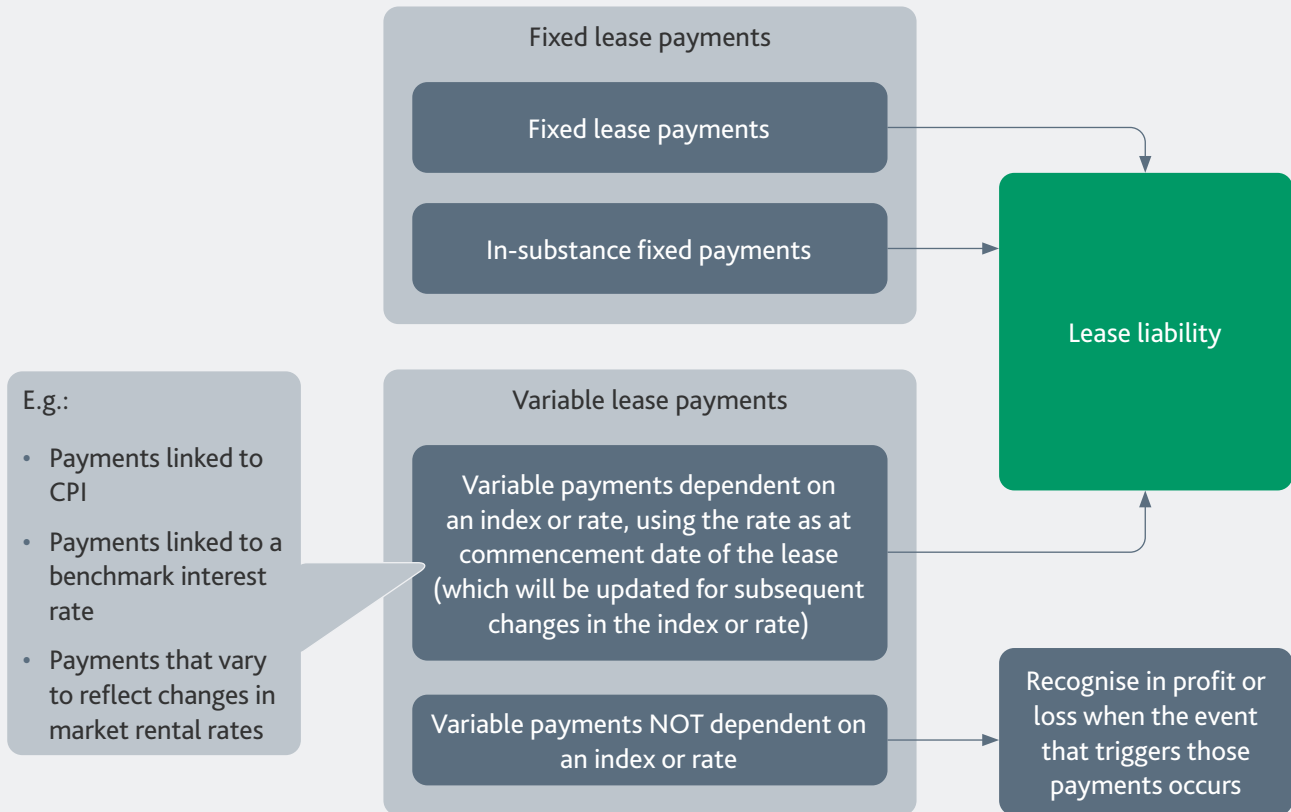 Fixed lease payments
Fixed lease payments
In-substance fixed payments
Lease liability
E.g.:
• Payments linked to
CPI
• Payments linked to a
benchmark interest
rate
• Payments that vary
to reflect changes in
market rental rates
Variable lease payments
Variable payments dependent on
an index or rate, using the rate as at
commencement date of the lease
(which will be updated for subsequent
changes in the index or rate)
Variable payments NOT dependent on
an index or rate
Recognise in profit or
loss when the event
that triggers those
payments occurs